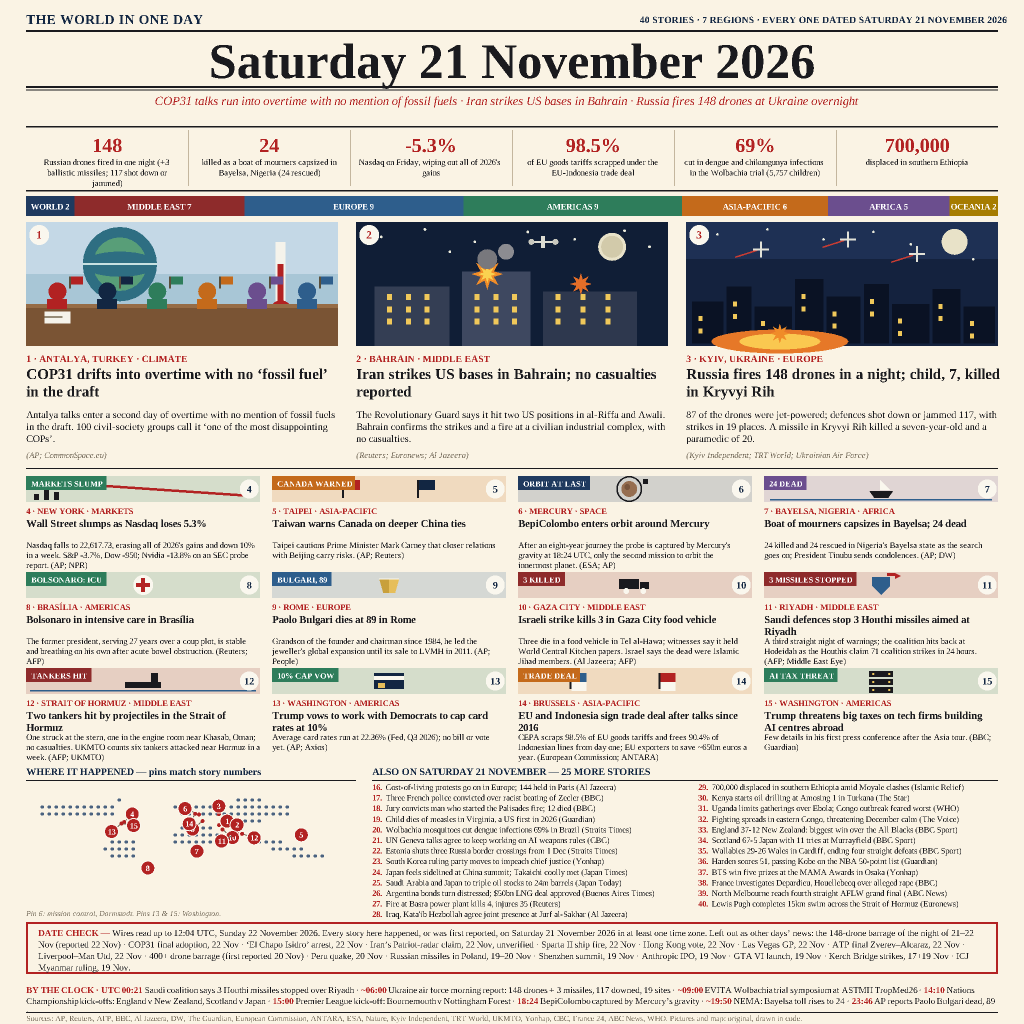 THE WORLD IN ONE DAY
40 STORIES · 7 REGIONS · EVERY ONE DATED SATURDAY 21 NOVEMBER 2026
Saturday 21 November 2026
COP31 talks run into overtime with no mention of fossil fuels · Iran strikes US bases in Bahrain · Russia fires 148 drones at Ukraine overnight
148
Russian drones fired in one night (+3
ballistic missiles; 117 shot down or
jammed)
24
killed as a boat of mourners capsized in
Bayelsa, Nigeria (24 rescued)
-5.3%
Nasdaq on Friday, wiping out all of 2026's
gains
98.5%
of EU goods tariffs scrapped under the
EU-Indonesia trade deal
69%
cut in dengue and chikungunya infections
in the Wolbachia trial (5,757 children)
700,000
displaced in southern Ethiopia
WORLD 2
MIDDLE EAST 7
EUROPE 9
AMERICAS 9
ASIA-PACIFIC 6
AFRICA 5
OCEANIA 2
1
2
3
1 · ANTALYA, TURKEY · CLIMATE
COP31 drifts into overtime with no ‘fossil fuel’
in the draft
Antalya talks enter a second day of overtime with no mention of fossil fuels
in the draft. 100 civil-society groups call it ‘one of the most disappointing
COPs’.
(AP; CommonSpace.eu)
2 · BAHRAIN · MIDDLE EAST
Iran strikes US bases in Bahrain; no casualties
reported
The Revolutionary Guard says it hit two US positions in al-Riffa and Awali.
Bahrain confirms the strikes and a fire at a civilian industrial complex, with
no casualties.
(Reuters; Euronews; Al Jazeera)
3 · KYIV, UKRAINE · EUROPE
Russia fires 148 drones in a night; child, 7, killed
in Kryvyi Rih
87 of the drones were jet-powered; defences shot down or jammed 117, with
strikes in 19 places. A missile in Kryvyi Rih killed a seven-year-old and a
paramedic of 20.
(Kyiv Independent; TRT World; Ukrainian Air Force)
MARKETS SLUMP
4
4 · NEW YORK · MARKETS
Wall Street slumps as Nasdaq loses 5.3%
Nasdaq falls to 22,617.73, erasing all of 2026's gains and down 10%
in a week. S&P •3.7%, Dow •950; Nvidia •13.8% on an SEC probe
report. (AP; NPR)
CANADA WARNED
5
5 · TAIPEI · ASIA-PACIFIC
Taiwan warns Canada on deeper China ties
Taipei cautions Prime Minister Mark Carney that closer relations
with Beijing carry risks. (AP; Reuters)
ORBIT AT LAST
6
6 · MERCURY · SPACE
BepiColombo enters orbit around Mercury
After an eight-year journey the probe is captured by Mercury's
gravity at 18:24 UTC, only the second mission to orbit the
innermost planet. (ESA; AP)
24 DEAD
7
7 · BAYELSA, NIGERIA · AFRICA
Boat of mourners capsizes in Bayelsa; 24 dead
24 killed and 24 rescued in Nigeria's Bayelsa state as the search
goes on; President Tinubu sends condolences. (AP; DW)
BOLSONARO: ICU
8
8 · BRASÍLIA · AMERICAS
Bolsonaro in intensive care in Brasília
The former president, serving 27 years over a coup plot, is stable
and breathing on his own after acute bowel obstruction. (Reuters;
AFP)
BULGARI, 89
9
9 · ROME · EUROPE
Paolo Bulgari dies at 89 in Rome
Grandson of the founder and chairman since 1984, he led the
jeweller's global expansion until its sale to LVMH in 2011. (AP;
People)
3 KILLED
10
10 · GAZA CITY · MIDDLE EAST
Israeli strike kills 3 in Gaza City food vehicle
Three die in a food vehicle in Tel al-Hawa; witnesses say it held
World Central Kitchen papers. Israel says the dead were Islamic
Jihad members. (Al Jazeera; AFP)
3 MISSILES STOPPED
11
11 · RIYADH · MIDDLE EAST
Saudi defences stop 3 Houthi missiles aimed at
Riyadh
A third straight night of warnings; the coalition hits back at
Hodeidah as the Houthis claim 71 coalition strikes in 24 hours.
(AFP; Middle East Eye)
TANKERS HIT
12
12 · STRAIT OF HORMUZ · MIDDLE EAST
Two tankers hit by projectiles in the Strait of
Hormuz
One struck at the stern, one in the engine room near Khasab, Oman;
no casualties. UKMTO counts six tankers attacked near Hormuz in a
week. (AFP; UKMTO)
10% CAP VOW
13
13 · WASHINGTON · AMERICAS
Trump vows to work with Democrats to cap card
rates at 10%
Average card rates run at 22.36% (Fed, Q3 2026); no bill or vote
yet. (AP; Axios)
TRADE DEAL
14
14 · BRUSSELS · ASIA-PACIFIC
EU and Indonesia sign trade deal after talks since
2016
CEPA scraps 98.5% of EU goods tariffs and frees 90.4% of
Indonesian lines from day one; EU exporters to save ~650m euros a
year. (European Commission; ANTARA)
AI TAX THREAT
15
15 · WASHINGTON · AMERICAS
Trump threatens big taxes on tech firms building
AI centres abroad
Few details in his first press conference after the Asia tour. (BBC;
Guardian)
WHERE IT HAPPENED — pins match story numbers
4
15
13
6
3
14
1
2
10
11
12
7
5
8
Pin 6: mission control, Darmstadt. Pins 13 & 15: Washington.
ALSO ON SATURDAY 21 NOVEMBER — 25 MORE STORIES
16. Cost-of-living protests go on in Europe; 144 held in Paris (Al Jazeera)
17. Three French police convicted over racist beating of Zecler (BBC)
18. Jury convicts man who started the Palisades fire; 12 died (BBC)
19. Child dies of measles in Virginia, a US first in 2026 (Guardian)
20. Wolbachia mosquitoes cut dengue infections 69% in Brazil (Straits Times)
21. UN Geneva talks agree to keep working on AI weapons rules (CBC)
22. Estonia shuts three Russia border crossings from 1 Dec (Straits Times)
23. South Korea ruling party moves to impeach chief justice (Yonhap)
24. Japan feels sidelined at China summit; Takaichi coolly met (Japan Times)
25. Saudi Arabia and Japan to triple oil stocks to 24m barrels (Japan Today)
26. Argentina bonds turn distressed; $50bn LNG deal approved (Buenos Aires Times)
27. Fire at Basra power plant kills 4, injures 35 (Reuters)
28. Iraq, Kata'ib Hezbollah agree joint presence at Jurf al-Sakhar (Al Jazeera)
29. 700,000 displaced in southern Ethiopia amid Moyale clashes (Islamic Relief)
30. Kenya starts oil drilling at Amosing 1 in Turkana (The Star)
31. Uganda limits gatherings over Ebola; Congo outbreak feared worst (WHO)
32. Fighting spreads in eastern Congo, threatening December calm (The Voice)
33. England 37-12 New Zealand: biggest win over the All Blacks (BBC Sport)
34. Scotland 67-5 Japan with 11 tries at Murrayfield (BBC Sport)
35. Wallabies 29-26 Wales in Cardiff, ending four straight defeats (BBC Sport)
36. Harden scores 51, passing Kobe on the NBA 50-point list (Guardian)
37. BTS win five prizes at the MAMA Awards in Osaka (Yonhap)
38. France investigates Depardieu, Houellebecq over alleged rape (BBC)
39. North Melbourne reach fourth straight AFLW grand final (ABC News)
40. Lewis Pugh completes 15km swim across the Strait of Hormuz (Euronews)
DATE CHECK — Wires read up to 12:04 UTC, Sunday 22 November 2026. Every story here happened, or was first reported, on Saturday 21 November 2026 in at least one time zone. Left out as other days’ news: the 148-drone barrage of the night of 21–22
Nov (reported 22 Nov) · COP31 final adoption, 22 Nov · ‘El Chapo Isidro’ arrest, 22 Nov · Iran’s Patriot-radar claim, 22 Nov, unverified · Sparta II ship fire, 22 Nov · Hong Kong vote, 22 Nov · Las Vegas GP, 22 Nov · ATP final Zverev–Alcaraz, 22 Nov ·
Liverpool–Man Utd, 22 Nov · 400+ drone barrage (first reported 20 Nov) · Peru quake, 20 Nov · Russian missiles in Poland, 19–20 Nov · Shenzhen summit, 19 Nov · Anthropic IPO, 19 Nov · GTA VI launch, 19 Nov · Kerch Bridge strikes, 17+19 Nov · ICJ
Myanmar ruling, 19 Nov.
BY THE CLOCK · UTC 00:21 Saudi coalition says 3 Houthi missiles stopped over Riyadh · ~06:00 Ukraine air force morning report: 148 drones + 3 missiles, 117 downed, 19 sites · ~09:00 EVITA Wolbachia trial symposium at ASTMH TropMed26 · 14:10 Nations
Championship kick-offs: England v New Zealand, Scotland v Japan · 15:00 Premier League kick-off: Bournemouth v Nottingham Forest · 18:24 BepiColombo captured by Mercury’s gravity · ~19:50 NEMA: Bayelsa toll rises to 24 · 23:46 AP reports Paolo Bulgari dead, 89
Sources: AP, Reuters, AFP, BBC, Al Jazeera, DW, The Guardian, European Commission, ESA, Nature, Kyiv Independent, TRT World, UKMTO, Yonhap, CBC, France 24, ABC News, WHO. Pictures and map: original, drawn in code.